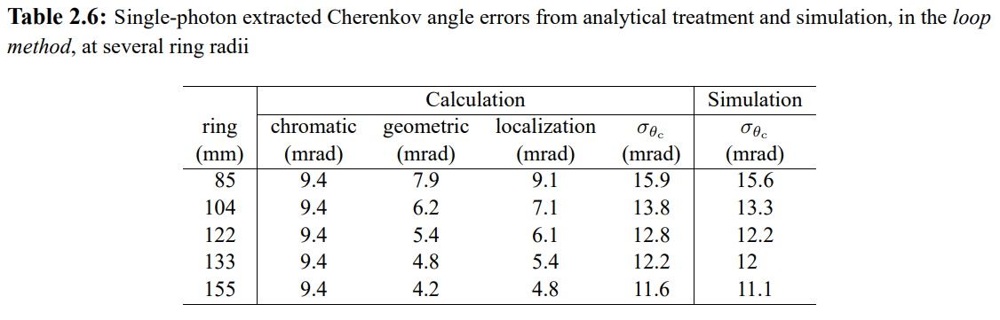 Table 2.6: Single-photon extracted Cherenkov angle errors from analytical treatment and simulation, in the loop
method, at several ring radii
Calculation Simulation
ring chromatic geometric localization σθc σθc
(mm) (mrad) (mrad) (mrad) (mrad) (mrad)
85 9.4 7.9 9.1 15.9 15.6
104 9.4 6.2 7.1 13.8 13.3
122 9.4 5.4 6.1 12.8 12.2
133 9.4 4.8 5.4 12.2 12
155 9.4 4.2 4.8 11.6 11.1